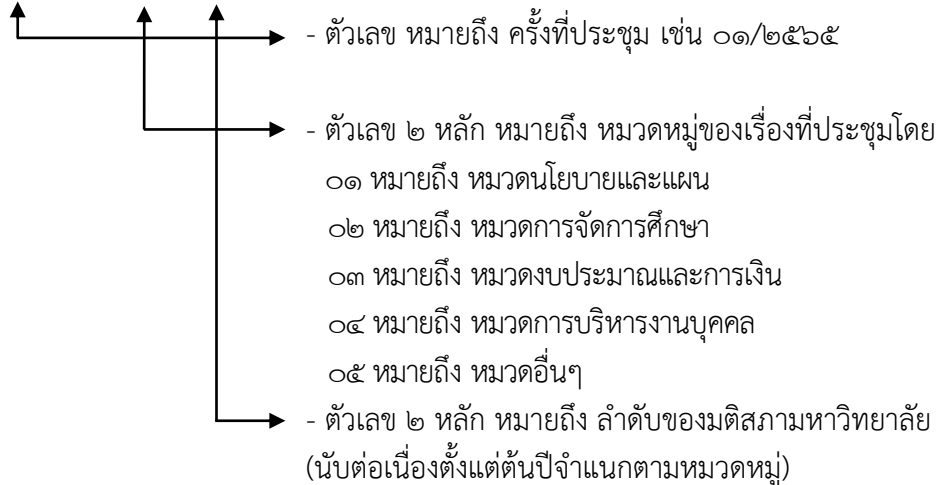 - ตัวเลข หมายถึง ครั้งที่ประชุม เช่น ๐๑/๒๕๖๕
- ตัวเลข ๒ หลัก หมายถึง หมวดหมู่ของเรื่องที่ประชุมโดย
๐๑ หมายถึง หมวดนโยบายและแผน
๐๒ หมายถึง หมวดการจัดการศึกษา
๐๓ หมายถึง หมวดงบประมาณและการเงิน
๐๔ หมายถึง หมวดการบริหารงานบุคคล
๐๕ หมายถึง หมวดอื่นๆ
- ตัวเลข ๒ หลัก หมายถึง ลำดับของมติสภามหาวิทยาลัย
(นับต่อเนื่องตั้งแต่ต้นปีจำแนกตามหมวดหมู่)